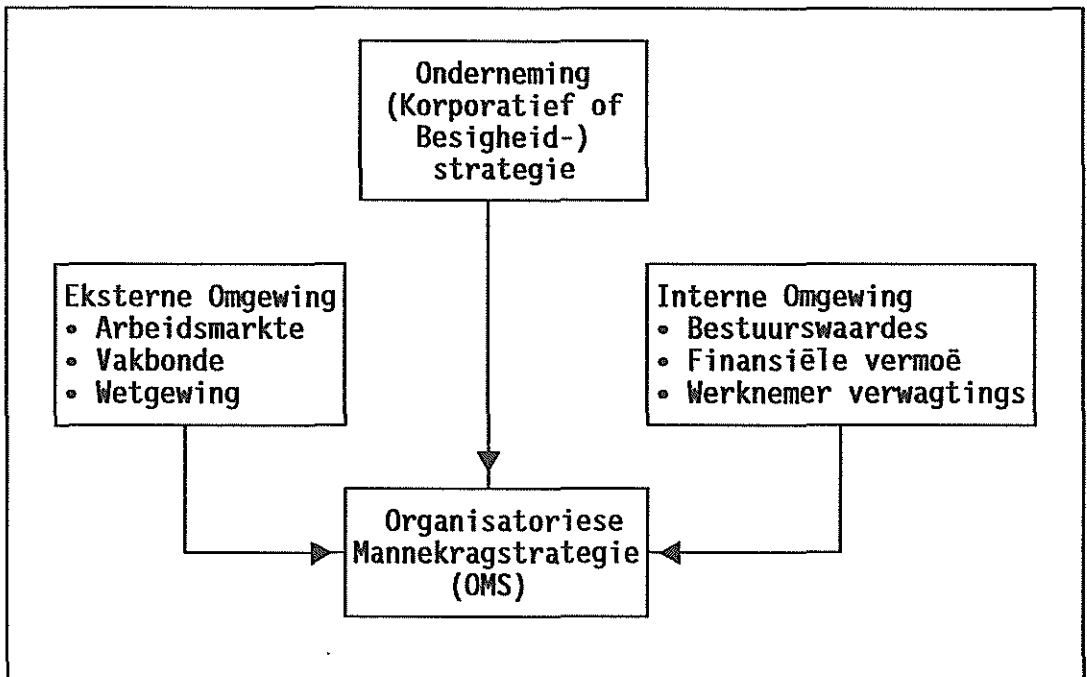 Onderneming
(Korporatief of
Besigheid-)
strategie
Eksterne Omgewing
• Arbeidsmarkte
• Vakbonde
• Wetgewing
Interne Omgewing
• Bestuurswaardes
• Finansiële vermoë
• Werknemer verwagtings
Organisatoriese
Mannekragstrategie
(OMS)